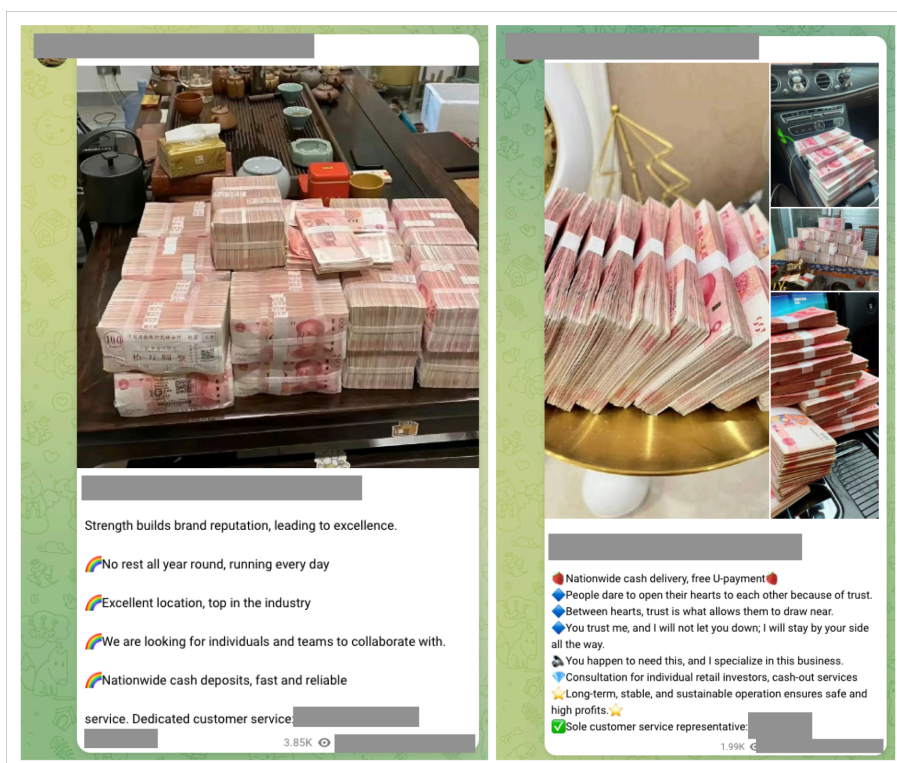 Strength builds brand reputation, leading to excellence.
🌈No rest all year round, running every day
🌈Excellent location, top in the industry
🌈We are looking for individuals and teams to collaborate with.
🌈Nationwide cash deposits, fast and reliable
service. Dedicated customer service:
3.85K
🍓Nationwide cash delivery, free U-payment🍓
🔷People dare to open their hearts to each other because of trust.
🔷Between hearts, trust is what allows them to draw near.
🔷You trust me, and I will not let you down; I will stay by your side
all the way.
🔊You happen to need this, and I specialize in this business.
💎Consultation for individual retail investors, cash-out services
⭐Long-term, stable, and sustainable operation ensures safe and
high profits.⭐
✅Sole customer service representative:
1.99K